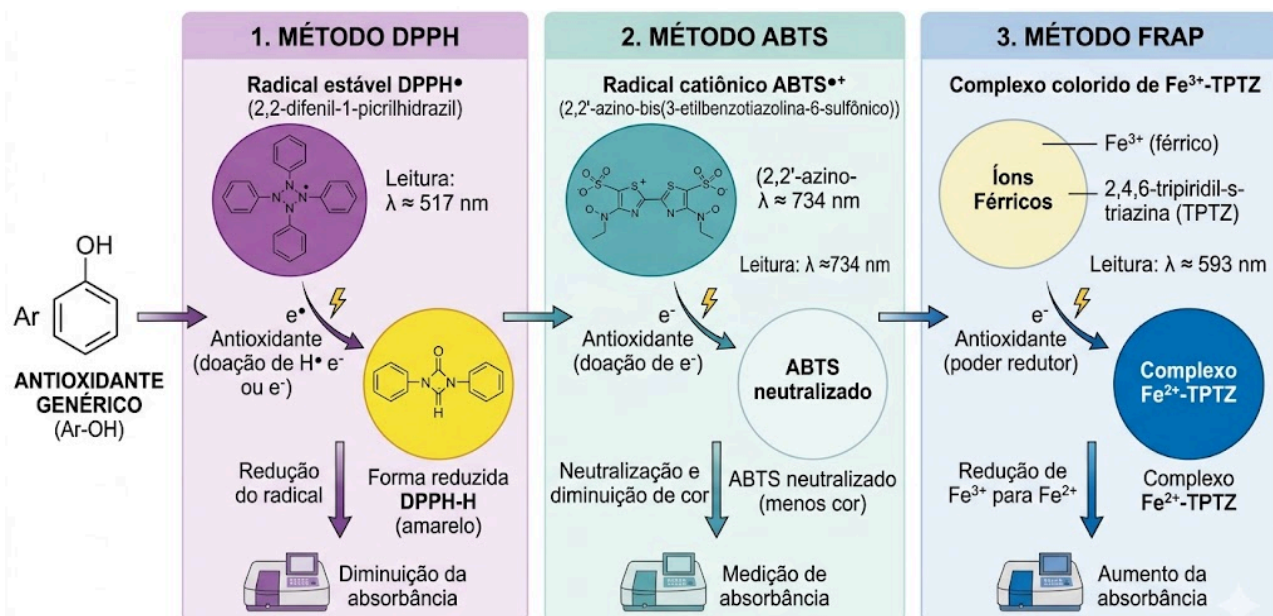 OH
Ar
ANTIOXIDANTE
GENÉRICO
(Ar-OH)
1. MÉTODO DPPH
Radical estável DPPH•
(2,2-difenil-1-picrilhidrazil)
N
N
N
N
•
Leitura:
λ ≈ 517 nm
e•
Antioxidante
(doação de H• e-
ou e-)
O
N
N
H
Redução
do radical
Forma reduzida
DPPH-H
(amarelo)
Diminuição da
absorbância
2. MÉTODO ABTS
Radical catiônico ABTS•+
(2,2'-azino-bis(3-etilbenzotiazolina-6-sulfônico))
(2,2'-azino-
λ ≈ 734 nm
Leitura: λ ≈734 nm
e-
Antioxidante
(doação de e-)
ABTS
neutralizado
Neutralização e
diminuição de cor
ABTS neutralizado
(menos cor)
Medição de
absorbância
3. MÉTODO FRAP
Complexo colorido de Fe³⁺-TPTZ
Íons
Férricos
Fe³⁺ (férrico)
2,4,6-tripiridil-s-
triazina (TPTZ)
Leitura: λ ≈ 593 nm
e-
Antioxidante
(poder redutor)
Complexo
Fe²⁺-TPTZ
Redução de
Fe³⁺ para Fe²⁺
Complexo
Fe²⁺-TPTZ
Aumento da
absorbância